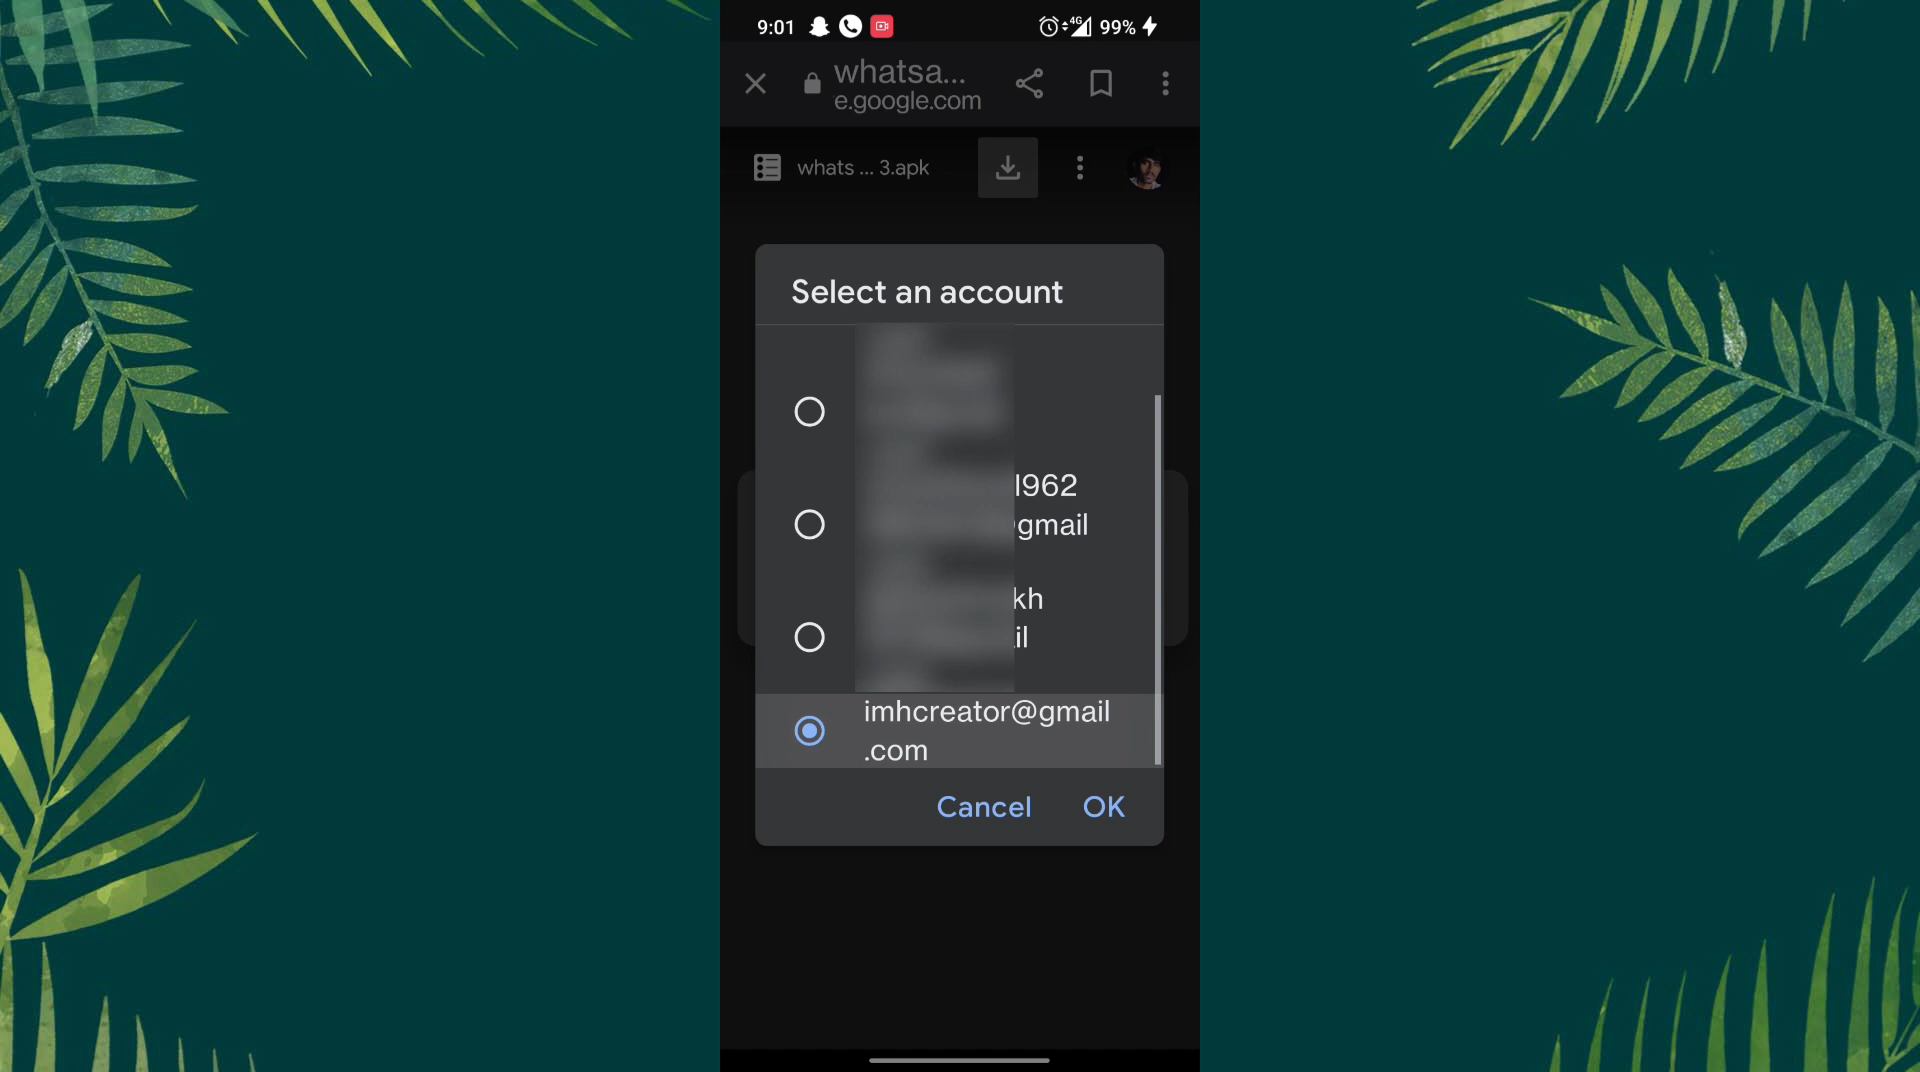 9:01 4G 99%
whatsa...
e.google.com
whats ... 3.apk
Select an account
l962
gmail
kh
il
imhcreator@gmail
.com
Cancel OK